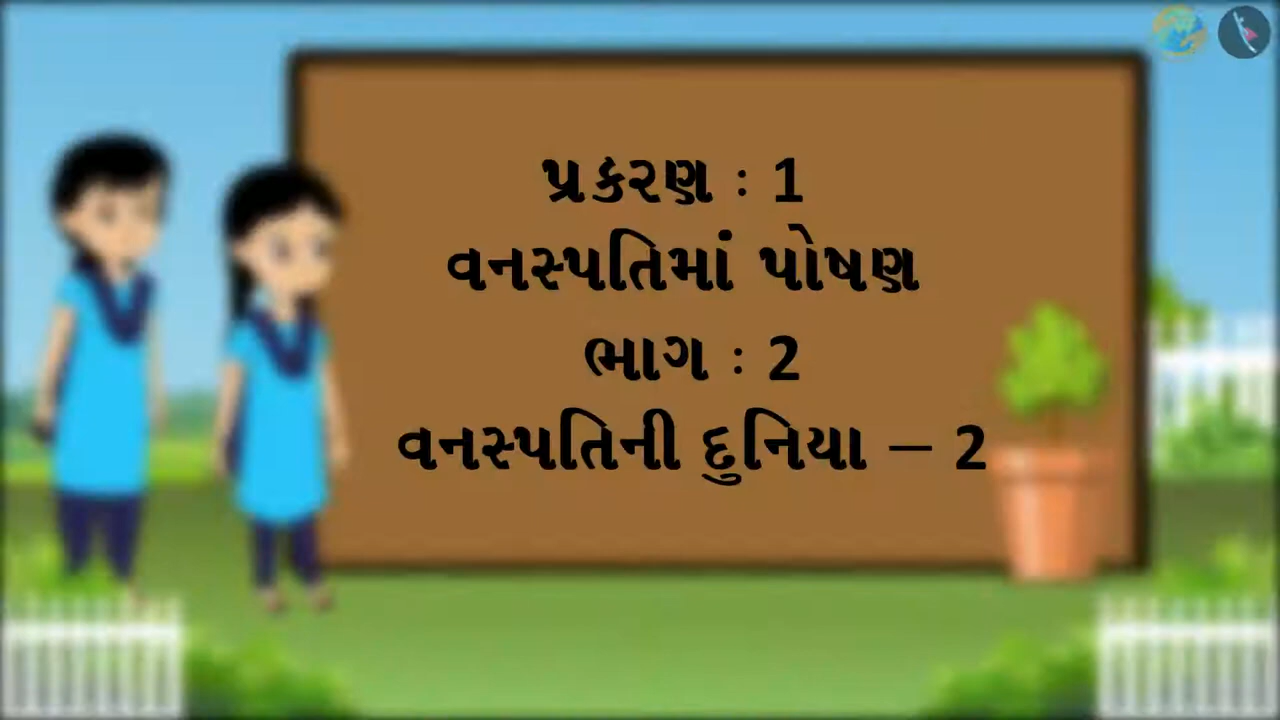 પ્રકરણ : 1
વનસ્પતિમાં પોષણ
ભાગ : 2
વનસ્પતિની દુનિયા – 2